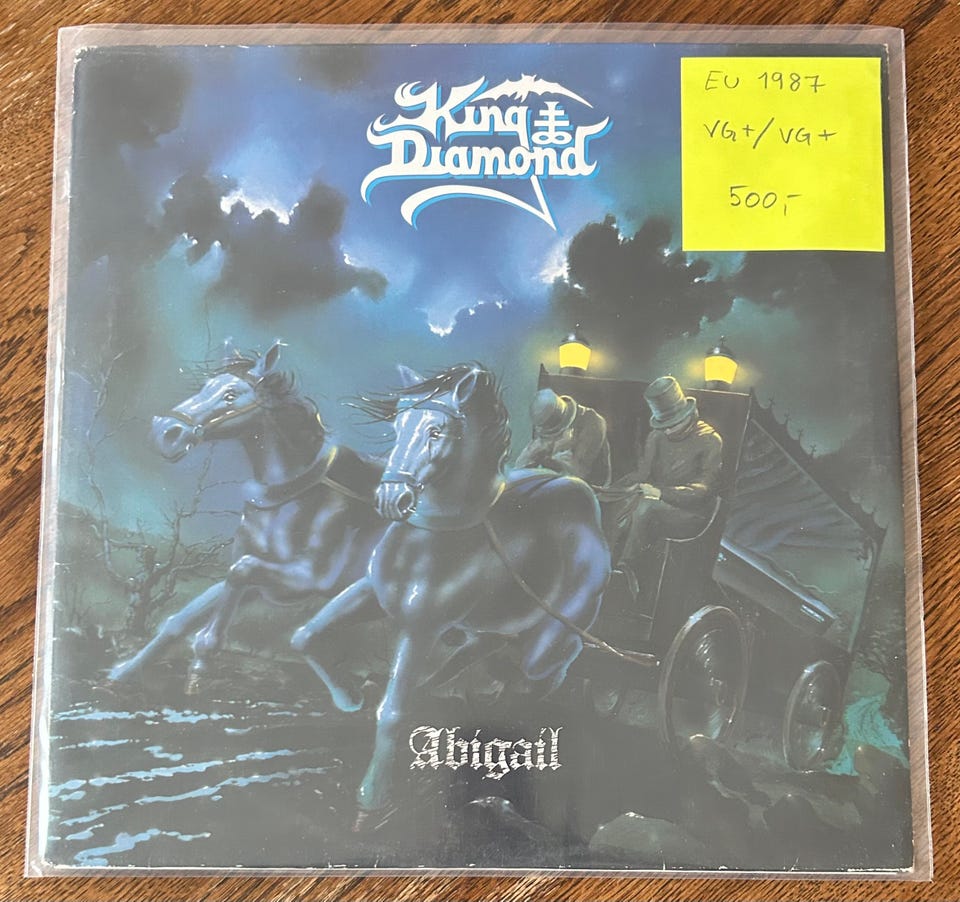 King
Diamond
EU 1987
VG+/VG+
500,-
Abigail